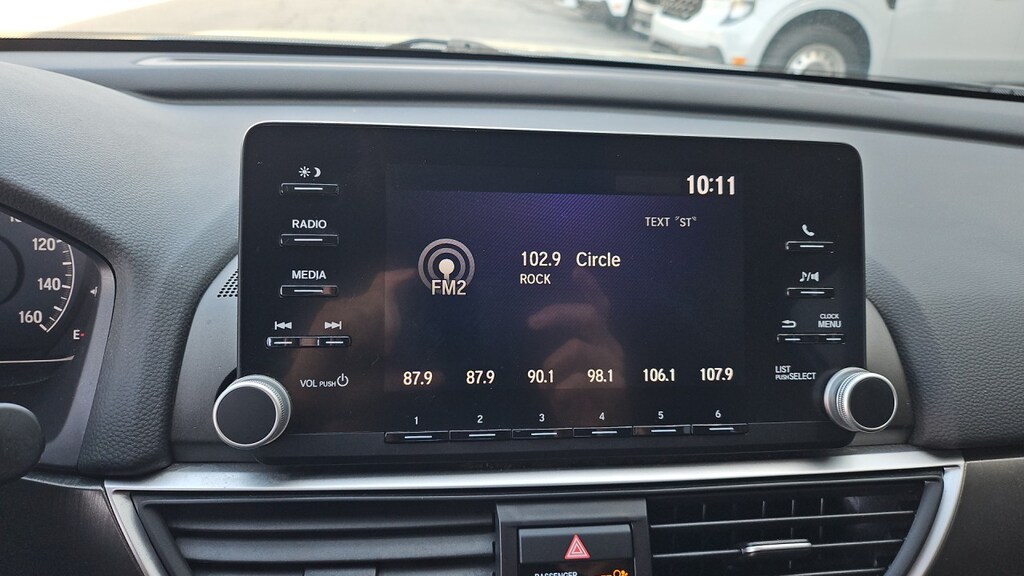 10:11
TEXT "ST"
RADIO
102.9 Circle
ROCK
FM2
MEDIA
CLOCK
MENU
VOL PUSH
LIST
PUSH SELECT
87.9 87.9 90.1 98.1 106.1 107.9
1 2 3 4 5 6
120
140
160
E
PASSENGER